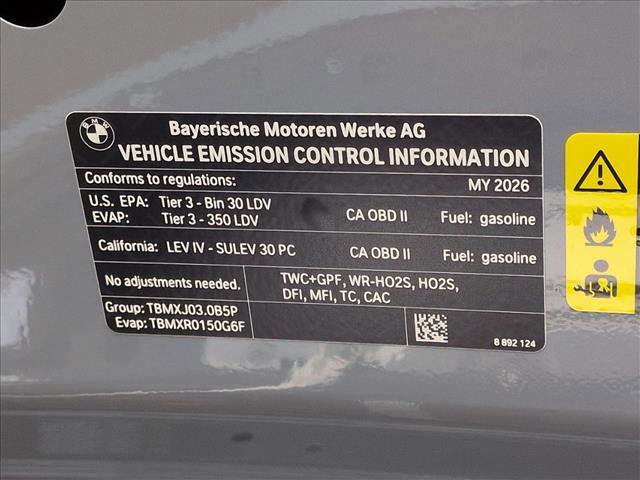 BMW
Bayerische Motoren Werke AG
VEHICLE EMISSION CONTROL INFORMATION
Conforms to regulations: MY 2026
U.S. EPA: Tier 3 - Bin 30 LDV
EVAP: Tier 3 - 350 LDV CA OBD II Fuel: gasoline
California: LEV IV - SULEV 30 PC CA OBD II Fuel: gasoline
No adjustments needed. TWC+GPF, WR-HO2S, HO2S,
DFI, MFI, TC, CAC
Group: TBMXJ03.0B5P
Evap: TBMXR0150G6F
8 892 124